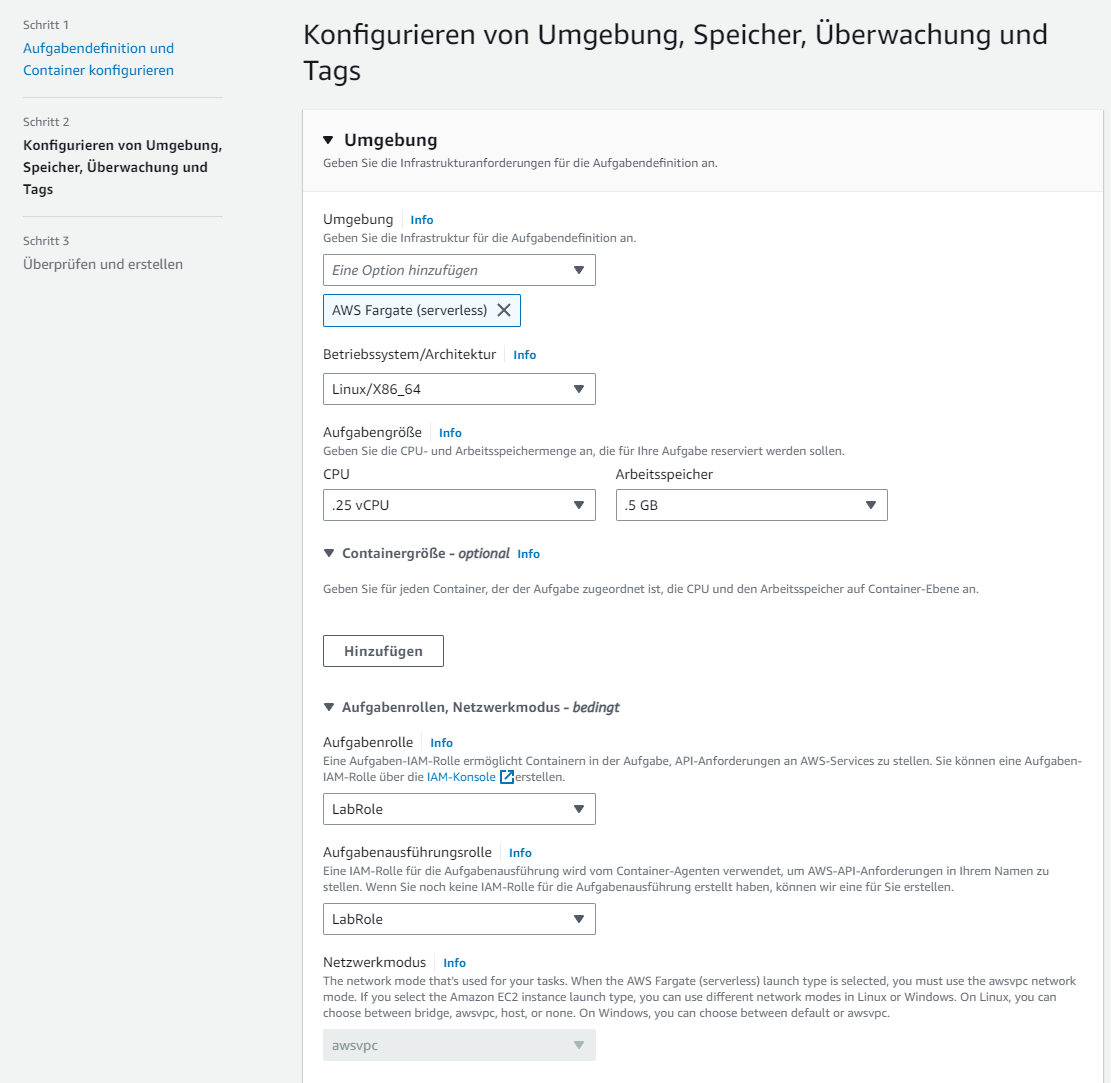 Schritt 1
Aufgabendefinition und
Container konfigurieren
Schritt 2
Konfigurieren von Umgebung,
Speicher, Überwachung und
Tags
Schritt 3
Überprüfen und erstellen
Konfigurieren von Umgebung, Speicher, Überwachung und
Tags
Umgebung
Geben Sie die Infrastrukturanforderungen für die Aufgabendefinition an.
Umgebung Info
Geben Sie die Infrastruktur für die Aufgabendefinition an.
Eine Option hinzufügen
AWS Fargate (serverless)
Betriebssystem/Architektur Info
Linux/X86_64
Aufgabengröße Info
Geben Sie die CPU- und Arbeitsspeichermenge an, die für Ihre Aufgabe reserviert werden sollen.
CPU Arbeitsspeicher
.25 vCPU .5 GB
Containergröße - optional Info
Geben Sie für jeden Container, der der Aufgabe zugeordnet ist, die CPU und den Arbeitsspeicher auf Container-Ebene an.
Hinzufügen
Aufgabenrollen, Netzwerkmodus - bedingt
Aufgabenrolle Info
Eine Aufgaben-IAM-Rolle ermöglicht Containern in der Aufgabe, API-Anforderungen an AWS-Services zu stellen. Sie können eine Aufgaben-
IAM-Rolle über die IAM-Konsole erstellen.
LabRole
Aufgabenausführungsrolle Info
Eine IAM-Rolle für die Aufgabenausführung wird vom Container-Agenten verwendet, um AWS-API-Anforderungen in Ihrem Namen zu
stellen. Wenn Sie noch keine IAM-Rolle für die Aufgabenausführung erstellt haben, können wir eine für Sie erstellen.
LabRole
Netzwerkmodus Info
The network mode that's used for your tasks. When the AWS Fargate (serverless) launch type is selected, you must use the awsvpc network
mode. If you select the Amazon EC2 instance launch type, you can use different network modes in Linux or Windows. On Linux, you can
choose between bridge, awsvpc, host, or none. On Windows, you can choose between default or awsvpc.
awsvpc